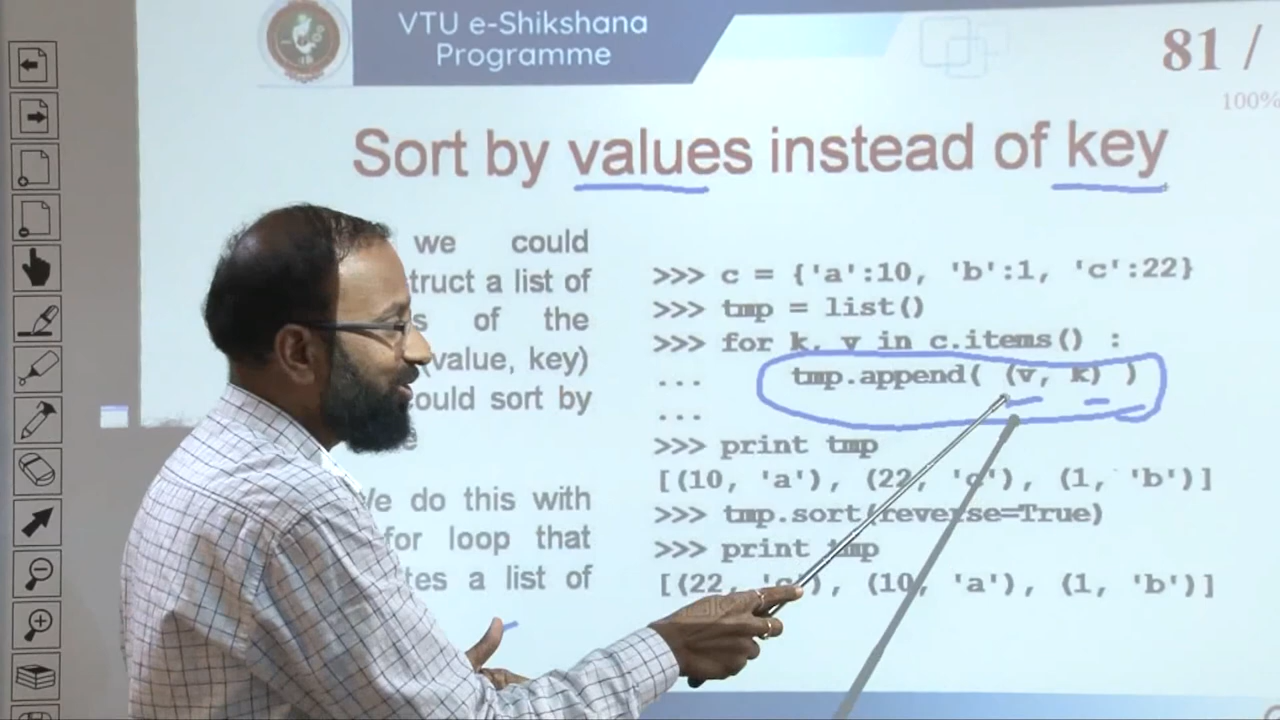 VTU e-Shikshana
Programme
81 /
100%
Sort by values instead of key
we could
truct a list of
s of the
(value, key)
ould sort by
e
We do this with
for loop that
tes a list of
>>> c = {'a':10, 'b':1, 'c':22}
>>> tmp = list()
>>> for k, v in c.items() :
... tmp.append( (v, k) )
...
>>> print tmp
[(10, 'a'), (22, 'c'), (1, 'b')]
>>> tmp.sort(reverse=True)
>>> print tmp
[(22, 'c'), (10, 'a'), (1, 'b')]